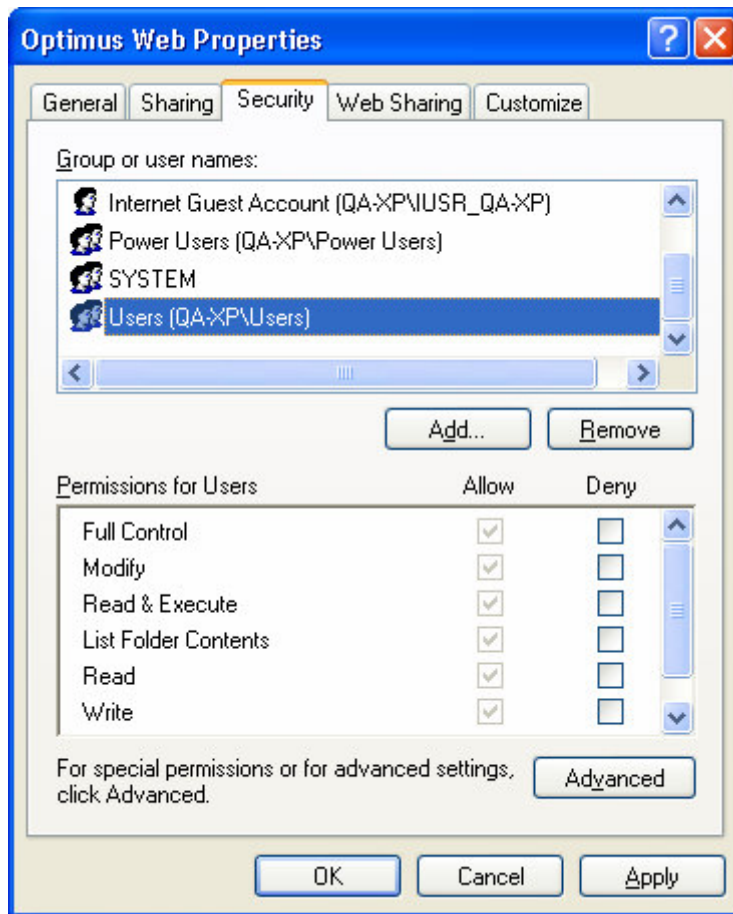 Optimus Web Properties
General Sharing Security Web Sharing Customize
Group or user names:
Internet Guest Account (QA-XP\IUSR_QA-XP)
Power Users (QA-XP\Power Users)
SYSTEM
Users (QA-XP\Users)
Add... Remove
Permissions for Users Allow Deny
Full Control
Modify
Read & Execute
List Folder Contents
Read
Write
For special permissions or for advanced settings,
click Advanced.
Advanced
OK Cancel Apply